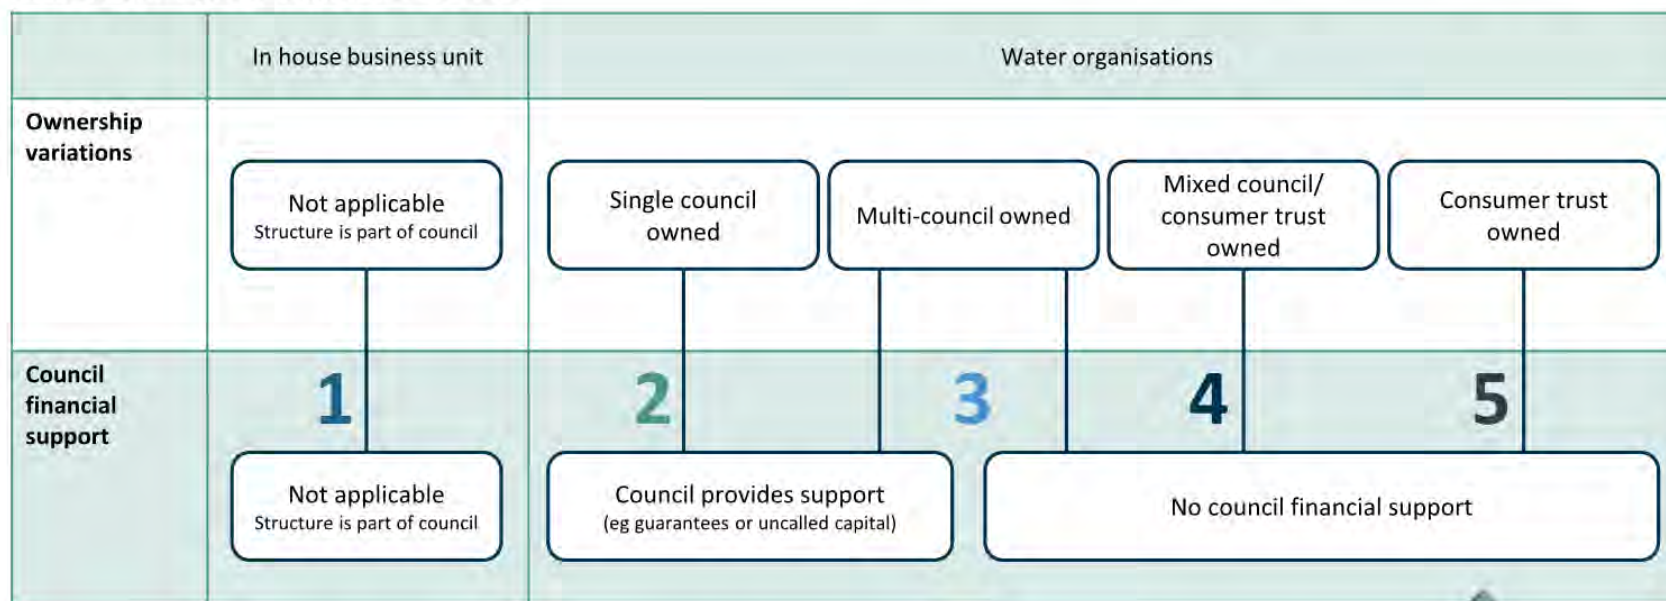 In house business unit
Water organisations
Ownership
variations
Not applicable
Structure is part of council
Single council
owned
Multi-council owned
Mixed council/
consumer trust
owned
Consumer trust
owned
Council
financial
support
1
2
3
4
5
Not applicable
Structure is part of council
Council provides support
(eg guarantees or uncalled capital)
No council financial support